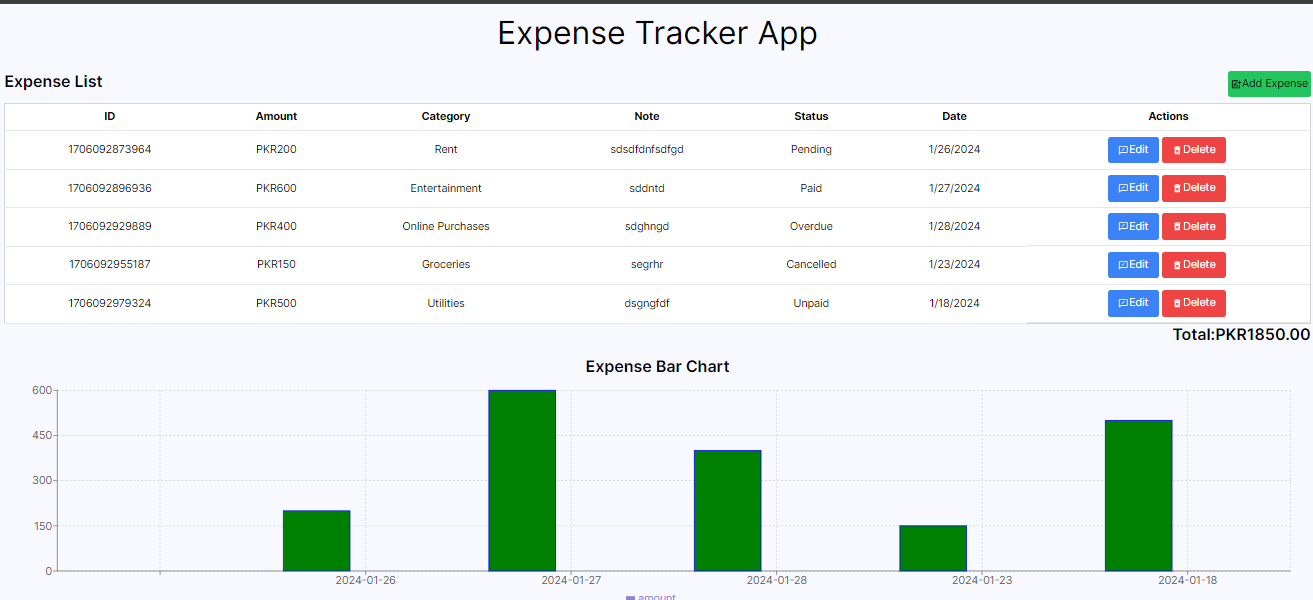 Expense Tracker App
Expense List
Add Expense
ID Amount Category Note Status Date Actions
1706092873964 PKR200 Rent sdsdfdnfsdfgd Pending 1/26/2024 Edit Delete
1706092896936 PKR600 Entertainment sddntd Paid 1/27/2024 Edit Delete
1706092929889 PKR400 Online Purchases sdghngd Overdue 1/28/2024 Edit Delete
1706092955187 PKR150 Groceries segrhr Cancelled 1/23/2024 Edit Delete
1706092979324 PKR500 Utilities dsgngfdf Unpaid 1/18/2024 Edit Delete
Total:PKR1850.00
Expense Bar Chart
600
450
300
150
0
2024-01-26 2024-01-27 2024-01-28 2024-01-23 2024-01-18
amount